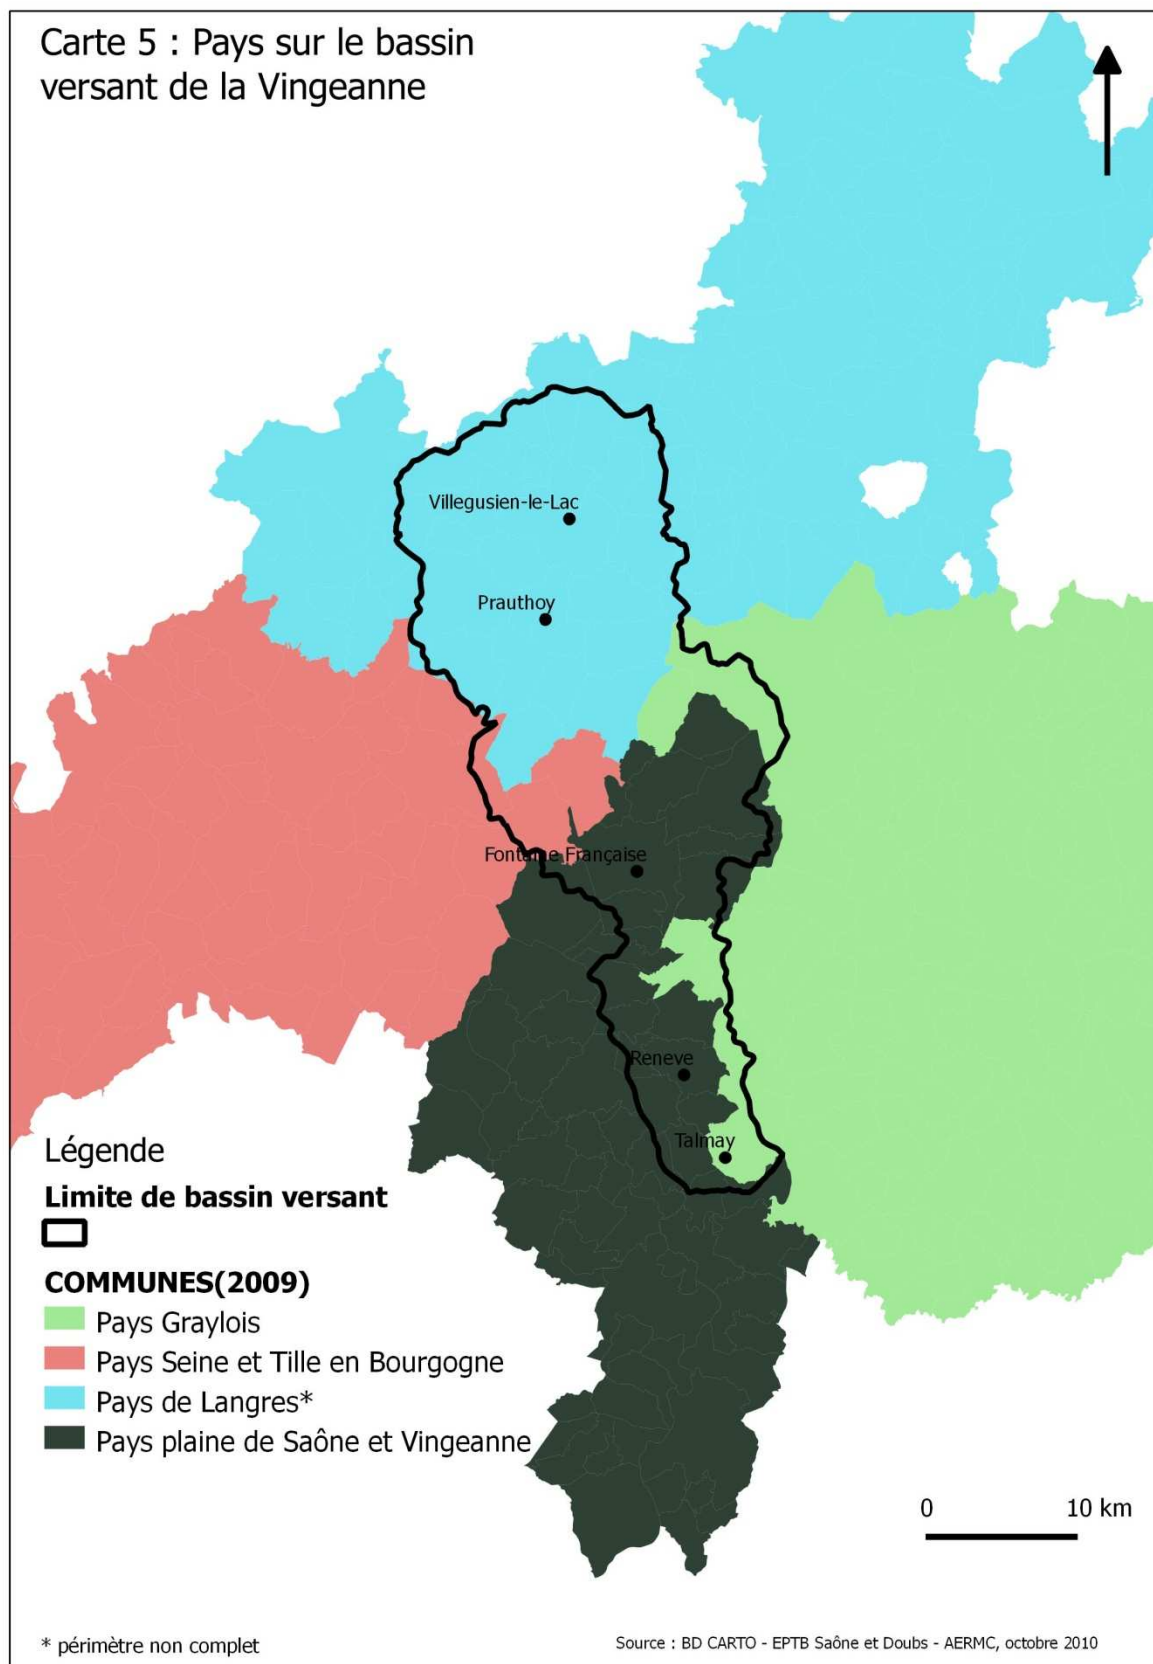 Carte 5 : Pays sur le bassin
versant de la Vingeanne
Villegusien-le-Lac
Prauthoy
Fontaine Française
Reneve
Talmay
Légende
Limite de bassin versant
COMMUNES(2009)
Pays Graylois
Pays Seine et Tille en Bourgogne
Pays de Langres*
Pays plaine de Saône et Vingeanne
0 10 km
* périmètre non complet
Source : BD CARTO - EPTB Saône et Doubs - AERMC, octobre 2010